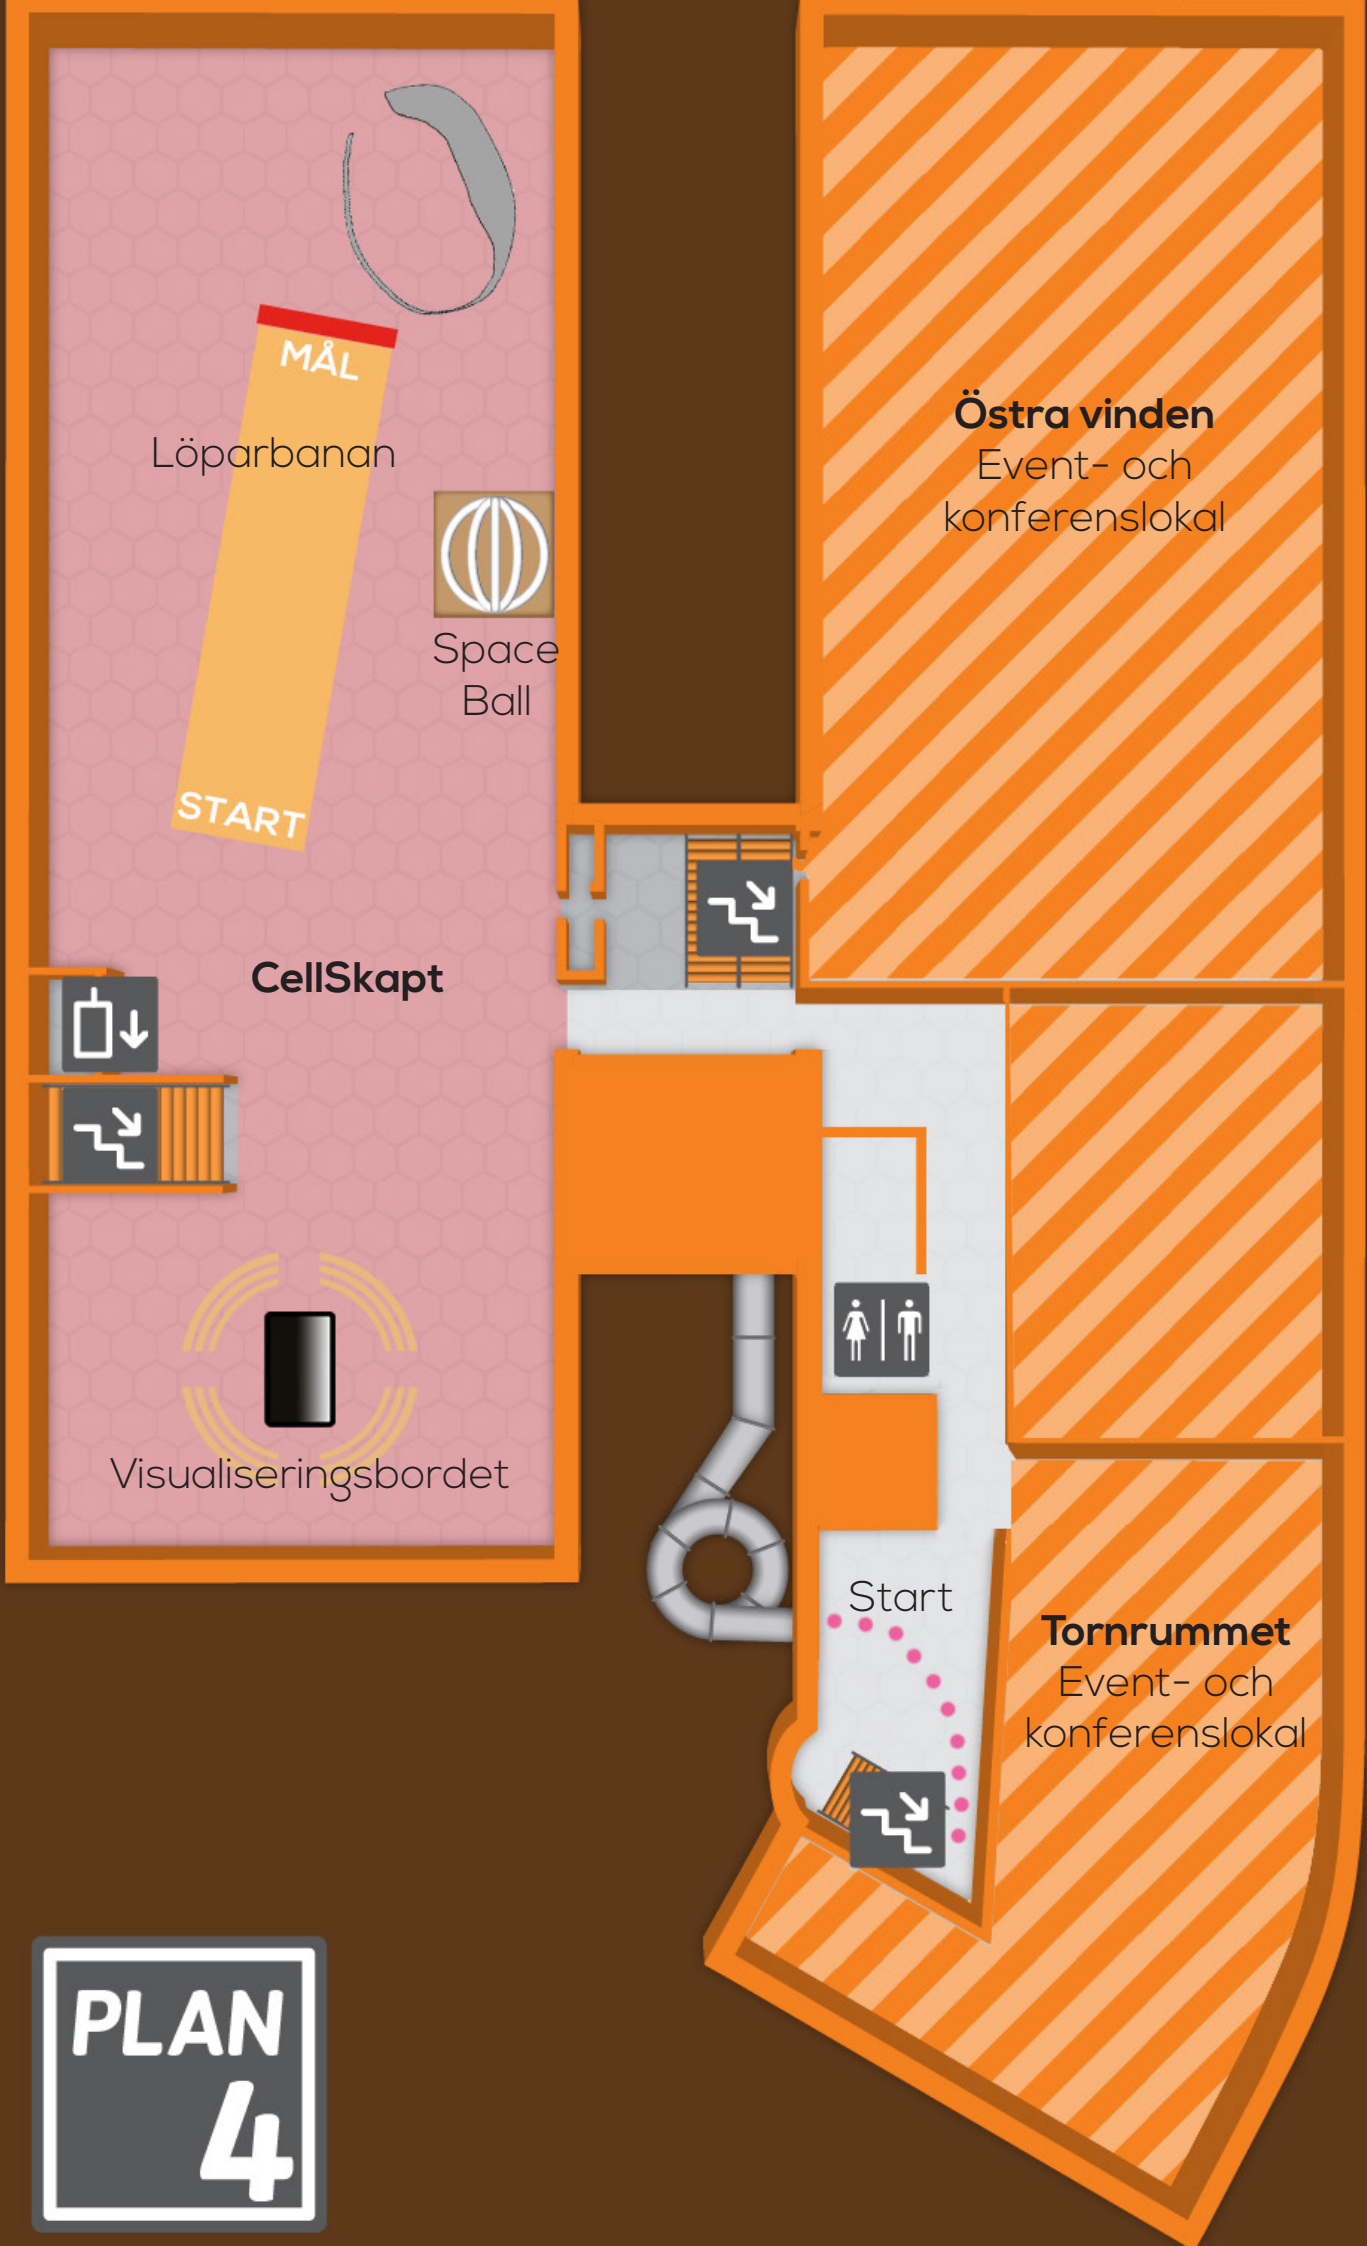 MÅL
Löparbanan
START
Space
Ball
CellSkapt
Visualiseringsbordet
Östra vinden
Event- och
konferenslokal
Start
Tornrummet
Event- och
konferenslokal
PLAN
4